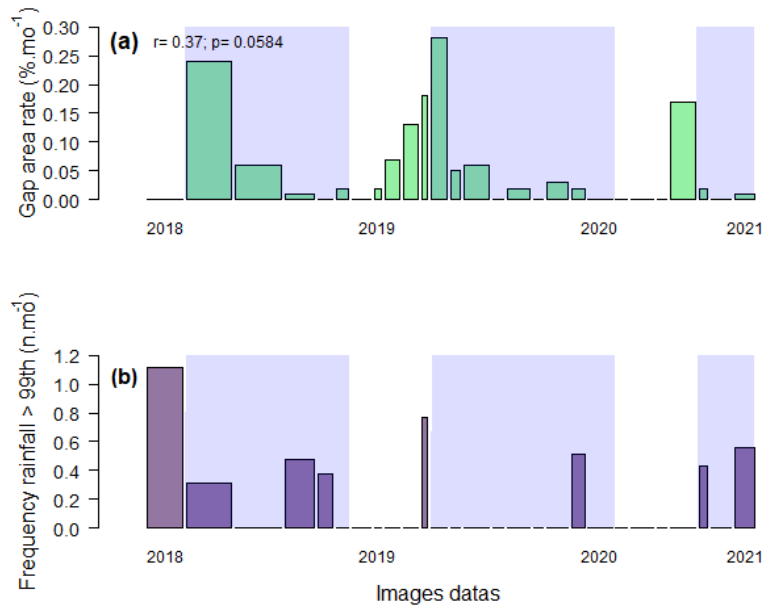 Gap area rate (%.mo⁻¹)
0.30
0.25
0.20
0.15
0.10
0.05
0.00
(a) r= 0.37; p= 0.0584
2018 2019 2020 2021
Frequency rainfall > 99th (n.mo⁻¹)
1.2
1.0
0.8
0.6
0.4
0.2
0.0
(b)
2018 2019 2020 2021
Images datas